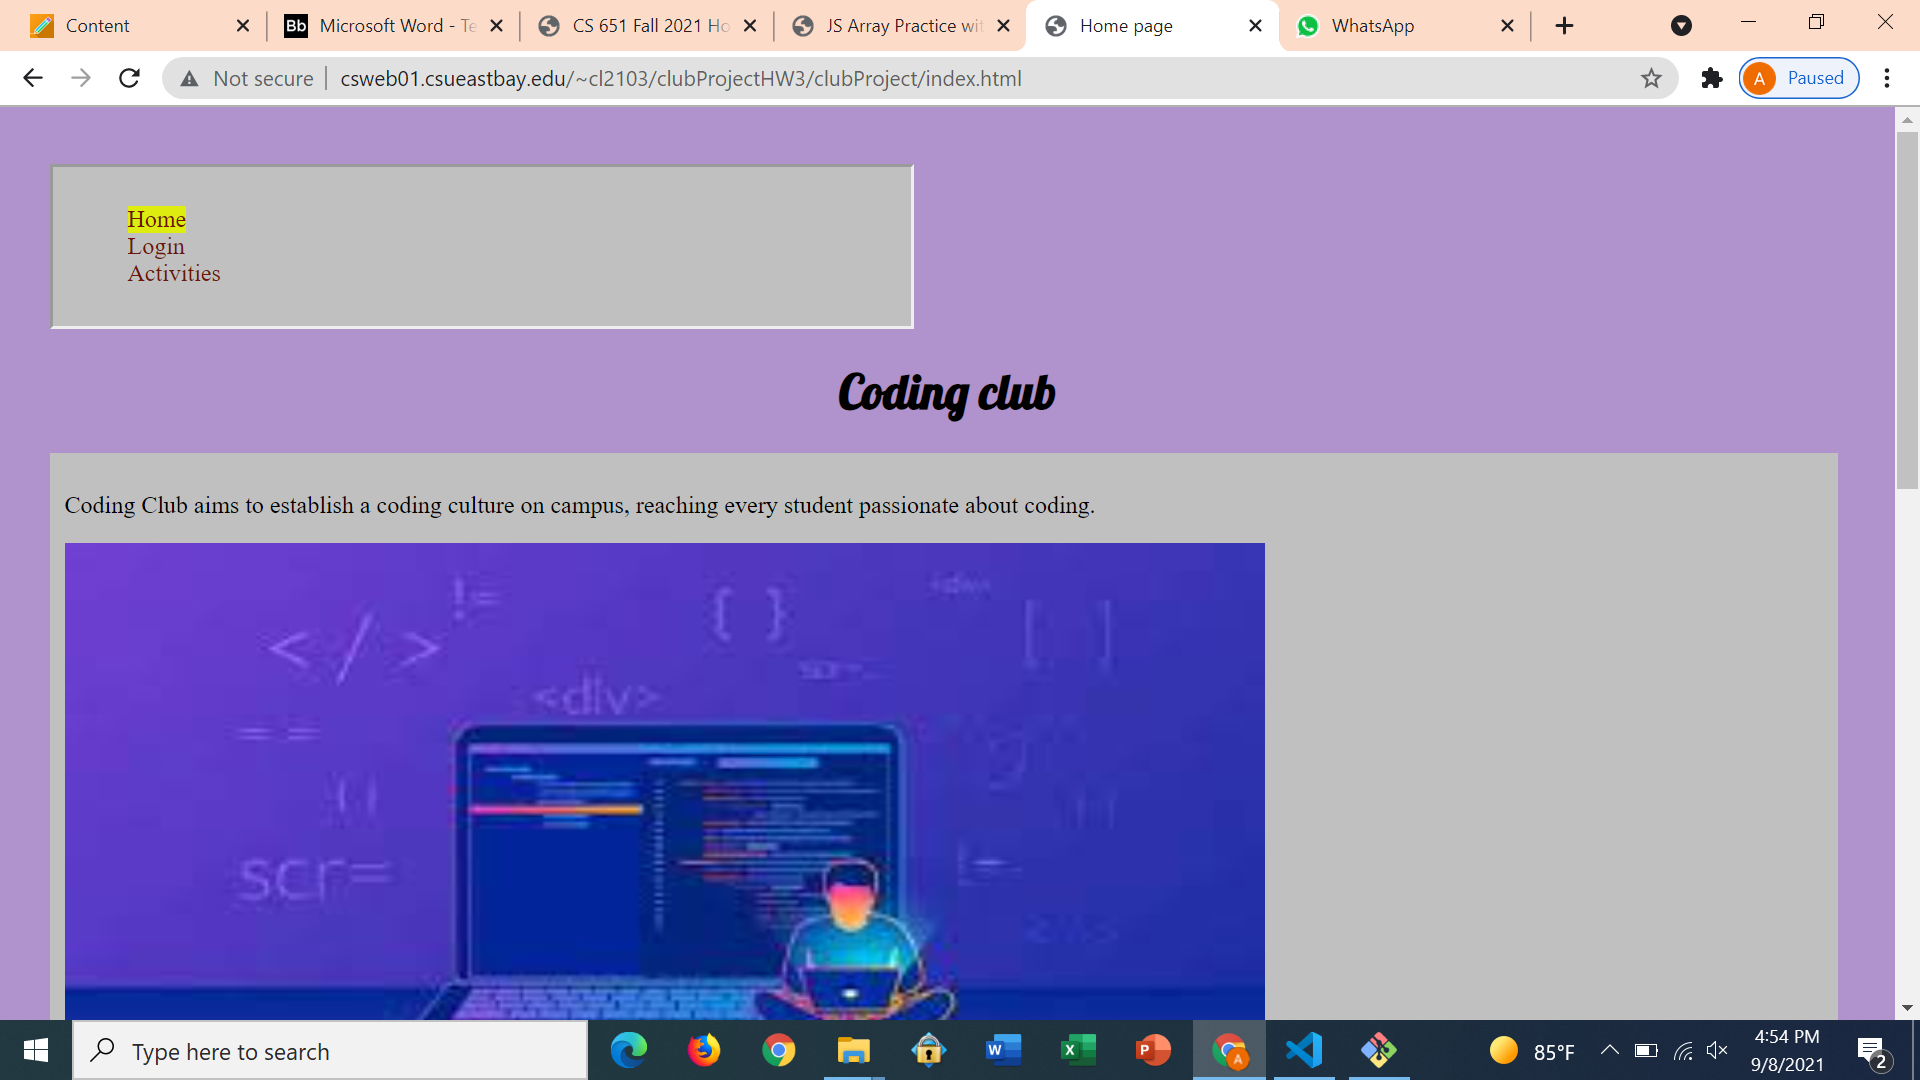 Content
Bb Microsoft Word - Te
CS 651 Fall 2021 Ho
JS Array Practice wit
Home page
WhatsApp
Not secure
csweb01.csueastbay.edu/~cl2103/clubProjectHW3/clubProject/index.html
A Paused
Home
Login
Activities
Coding club
Coding Club aims to establish a coding culture on campus, reaching every student passionate about coding.
!=
{ }
<div>
[ ]
</>
scr=
<div>
= =
scr=
Type here to search
85°F
4:54 PM
9/8/2021
2